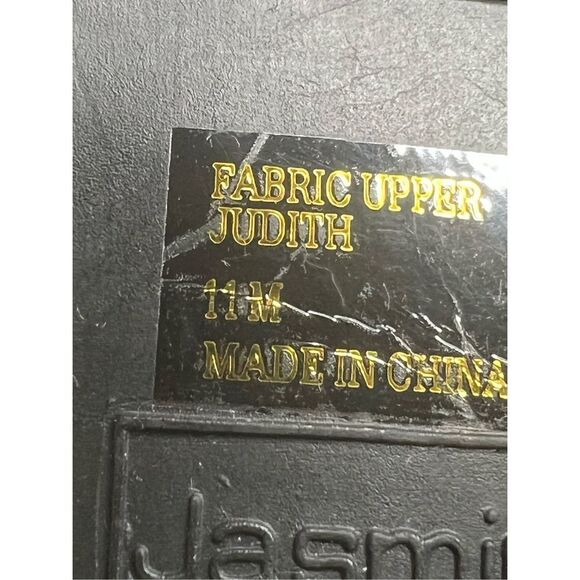 FABRIC UPPER
JUDITH
11 M
MADE IN CHINA